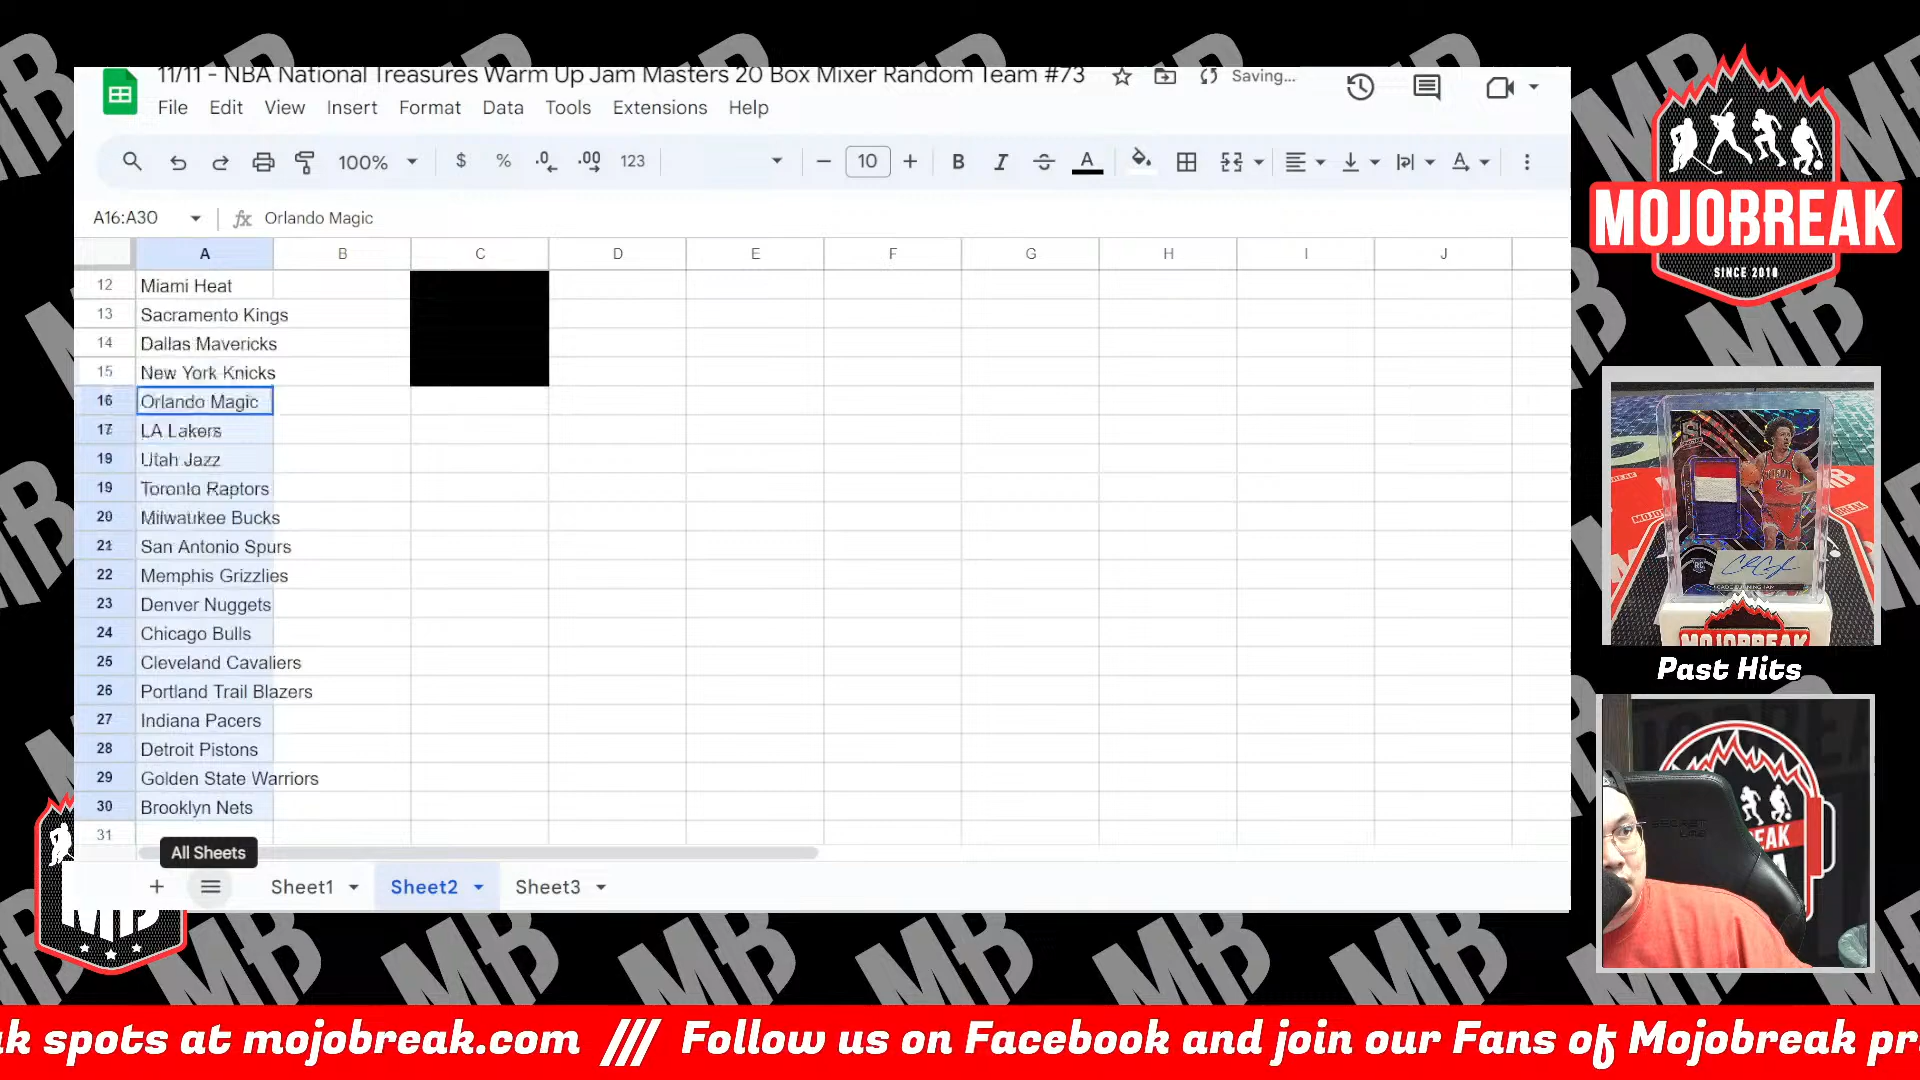 11/11 - NBA National Treasures Warm Up Jam Masters 20 Box Mixer Random Team #73
Saving...
File Edit View Insert Format Data Tools Extensions Help
100% $ % .0 .00 123 10 B I A
A16:A30 fx Orlando Magic
A B C D E F G H I J
12 Miami Heat
13 Sacramento Kings
14 Dallas Mavericks
15 New York Knicks
16 Orlando Magic
17 LA Lakers
19 Utah Jazz
19 Toronto Raptors
20 Milwaukee Bucks
21 San Antonio Spurs
22 Memphis Grizzlies
23 Denver Nuggets
24 Chicago Bulls
25 Cleveland Cavaliers
26 Portland Trail Blazers
27 Indiana Pacers
28 Detroit Pistons
29 Golden State Warriors
30 Brooklyn Nets
31
All Sheets
Sheet1 Sheet2 Sheet3
MOJOBREAK
SINCE 2010
Past Hits
MB
ak spots at mojobreak.com /// Follow us on Facebook and join our Fans of Mojobreak pr